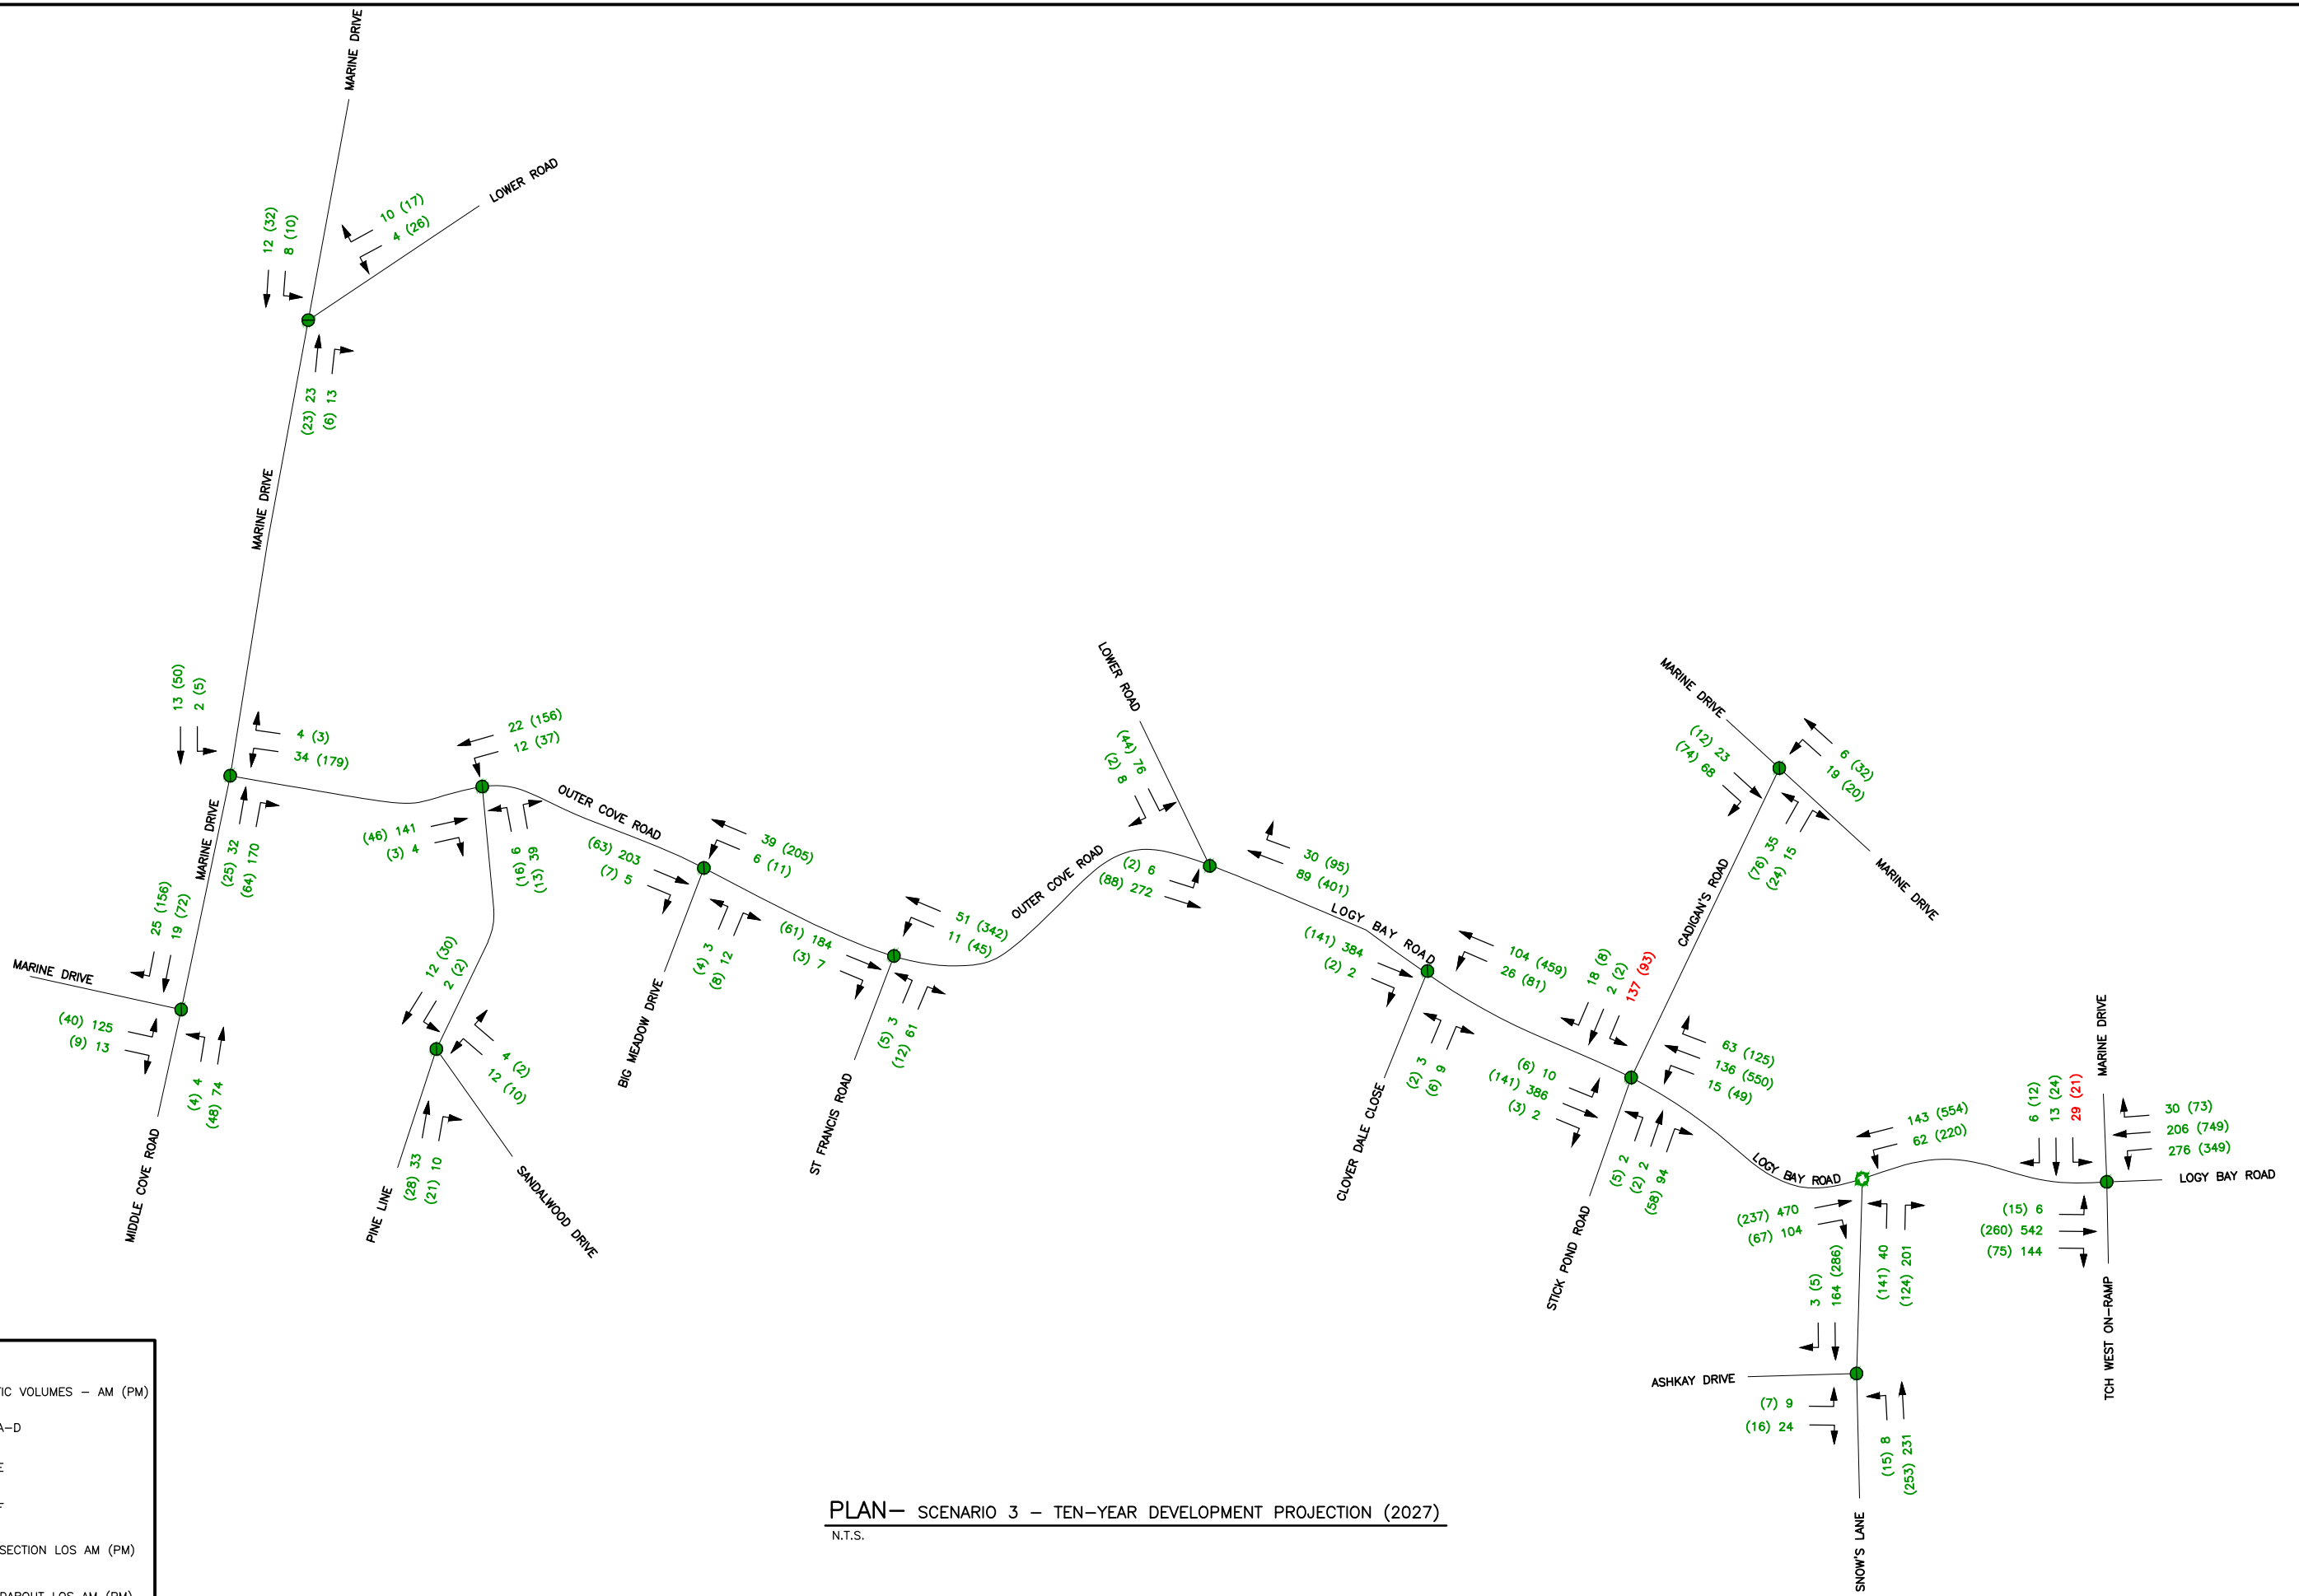 MARINE DRIVE
LOWER ROAD
12 (32)
8 (10)
10 (17)
4 (26)
(23) 23
(6) 13
MARINE DRIVE
13 (50)
2 (5)
4 (3)
34 (179)
MARINE DRIVE
(25) 32
(64) 170
25 (156)
19 (72)
MARINE DRIVE
(40) 125
(9) 13
(4) 4
(48) 74
MIDDLE COVE ROAD
22 (156)
12 (37)
(46) 141
(3) 4
(16) 6
(13) 39
12 (30)
2 (2)
4 (2)
12 (10)
(28) 33
(21) 10
PINE LINE
SANDALWOOD DRIVE
OUTER COVE ROAD
(63) 203
(7) 5
39 (205)
6 (11)
(4) 3
(8) 12
BIG MEADOW DRIVE
(61) 184
(3) 7
51 (342)
11 (45)
(5) 3
(12) 61
ST FRANCIS ROAD
OUTER COVE ROAD
LOWER ROAD
(44) 76
(2) 8
(2) 6
(88) 272
30 (95)
89 (401)
LOGY BAY ROAD
(141) 384
(2) 2
104 (459)
26 (81)
(2) 3
(6) 9
CLOVER DALE CLOSE
18 (8)
2 (2)
137 (93)
(6) 10
(141) 386
(3) 2
63 (125)
136 (550)
15 (49)
(5) 2
(2) 2
(58) 94
STICK POND ROAD
CADIGAN'S ROAD
MARINE DRIVE
(12) 23
(74) 68
6 (32)
19 (20)
(76) 35
(24) 15
MARINE DRIVE
LOGY BAY ROAD
143 (554)
62 (220)
(237) 470
(67) 104
(141) 40
(124) 201
3 (5)
164 (286)
ASHKAY DRIVE
(7) 9
(16) 24
(15) 8
(253) 231
SNOW'S LANE
MARINE DRIVE
6 (12)
13 (24)
29 (21)
30 (73)
206 (749)
276 (349)
LOGY BAY ROAD
(15) 6
(260) 542
(75) 144
TCH WEST ON-RAMP
IC VOLUMES - AM (PM)
A-D
E
F
SECTION LOS AM (PM)
DABOUT LOS AM (PM)
PLAN- SCENARIO 3 - TEN-YEAR DEVELOPMENT PROJECTION (2027)
N.T.S.